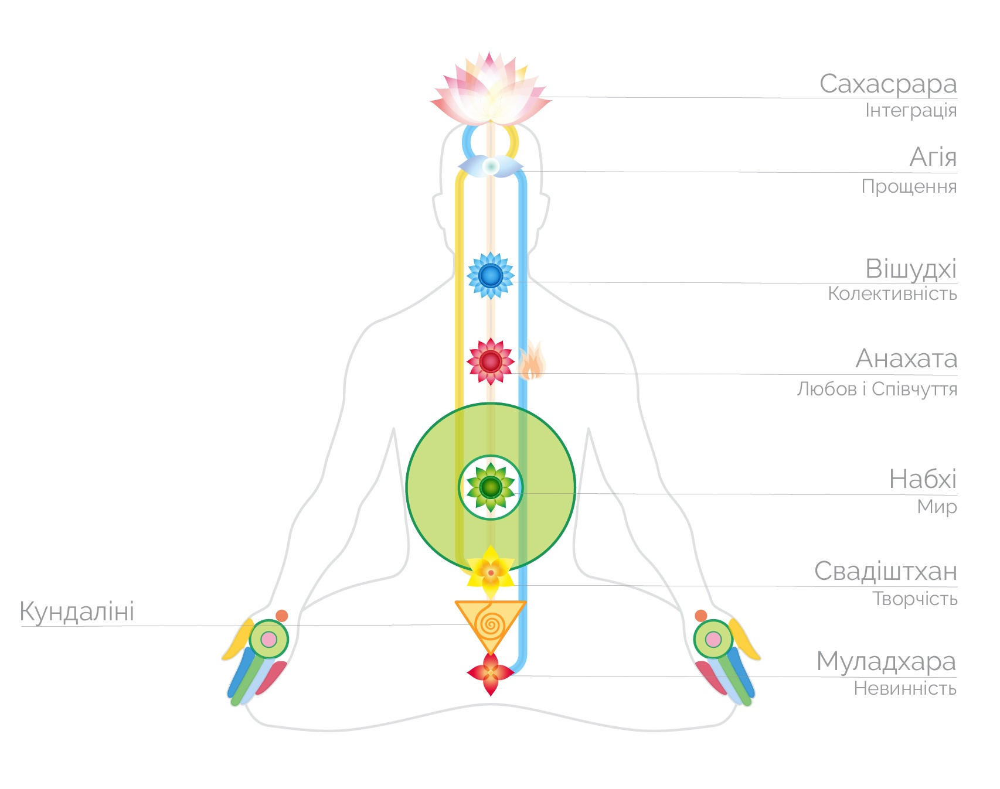 Сахасрара
Інтеграція
Агія
Прощення
Вішудхі
Колективність
Анахата
Любов і Співчуття
Набхі
Мир
Свадіштхан
Творчість
Кундаліні
Муладхара
Невинність